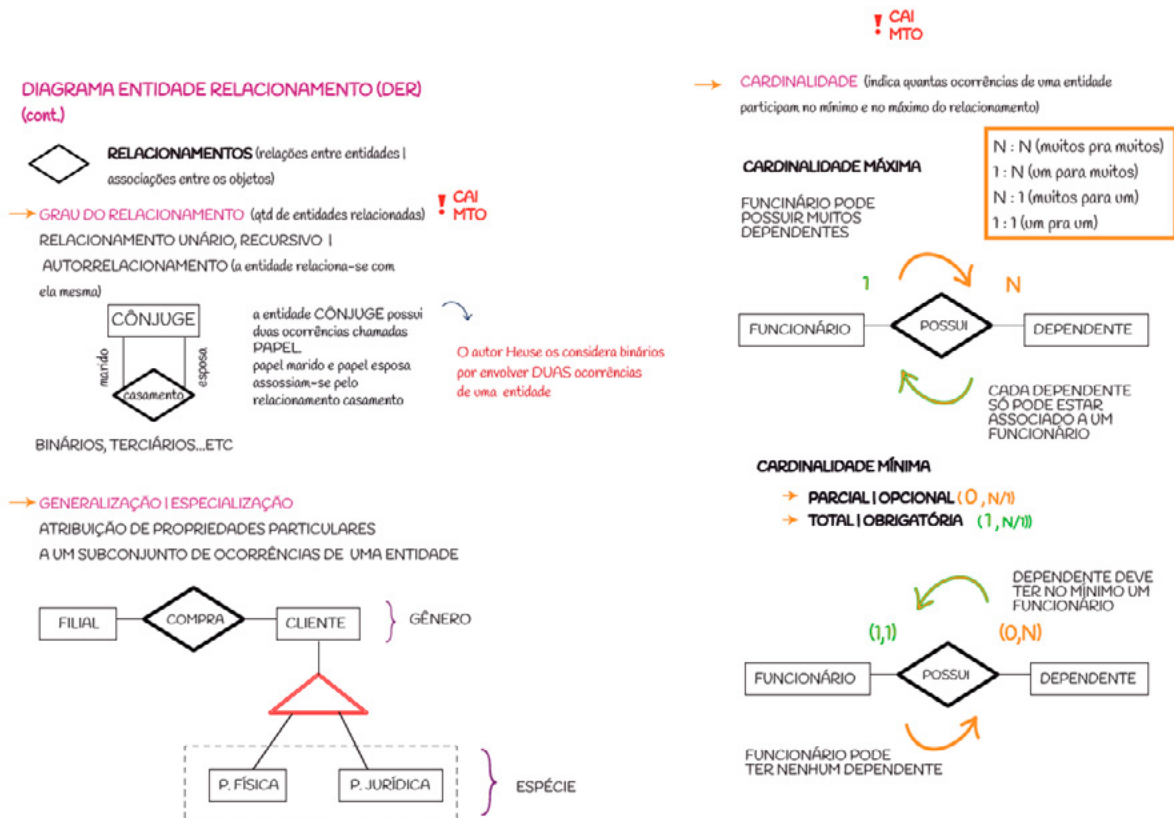 DIAGRAMA ENTIDADE RELACIONAMENTO (DER)
(cont.)
RELACIONAMENTOS (relações entre entidades |
associações entre os objetos)
GRAU DO RELACIONAMENTO (qtd de entidades relacionadas)
! CAI
MTO
RELACIONAMENTO UNÁRIO, RECURSIVO |
AUTORRELACIONAMENTO (a entidade relaciona-se com
ela mesma)
CÔNJUGE
marido
esposa
casamento
a entidade CÔNJUGE possui
duas ocorrências chamadas
PAPEL
papel marido e papel esposa
assossiam-se pelo
relacionamento casamento
O autor Heuse os considera binários
por envolver DUAS ocorrências
de uma entidade
BINÁRIOS, TERCIÁRIOS...ETC
GENERALIZAÇÃO | ESPECIALIZAÇÃO
ATRIBUIÇÃO DE PROPRIEDADES PARTICULARES
A UM SUBCONJUNTO DE OCORRÊNCIAS DE UMA ENTIDADE
FILIAL
COMPRA
CLIENTE
GÊNERO
P. FÍSICA
P. JURÍDICA
ESPÉCIE
! CAI
MTO
CARDINALIDADE (indica quantas ocorrências de uma entidade
participam no mínimo e no máximo do relacionamento)
N : N (muitos pra muitos)
1 : N (um para muitos)
N : 1 (muitos para um)
1 : 1 (um pra um)
CARDINALIDADE MÁXIMA
FUNCINÁRIO PODE
POSSUIR MUITOS
DEPENDENTES
1
N
FUNCIONÁRIO
POSSUI
DEPENDENTE
CADA DEPENDENTE
SÓ PODE ESTAR
ASSOCIADO A UM
FUNCIONÁRIO
CARDINALIDADE MÍNIMA
PARCIAL | OPCIONAL (0, N/1)
TOTAL | OBRIGATÓRIA (1, N/1))
DEPENDENTE DEVE
TER NO MÍNIMO UM
FUNCIONÁRIO
(1,1)
(0,N)
FUNCIONÁRIO
POSSUI
DEPENDENTE
FUNCIONÁRIO PODE
TER NENHUM DEPENDENTE